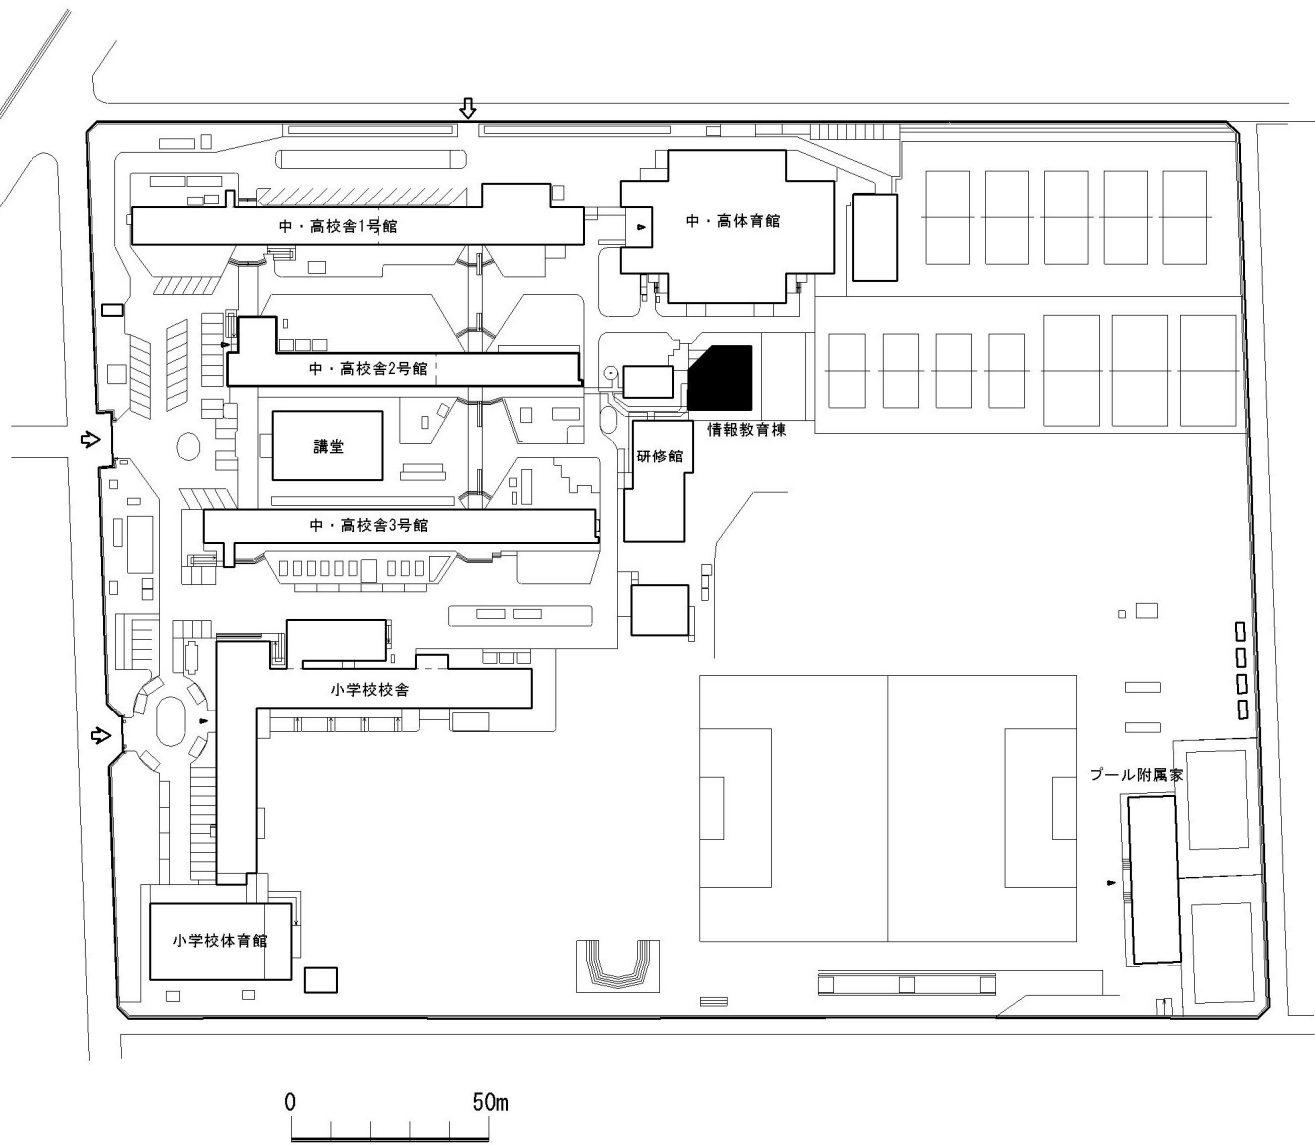 中・高校舎1号館
中・高体育館
中・高校舎2号館
情報教育棟
講堂
研修館
中・高校舎3号館
小学校校舎
プール附属家
小学校体育館
0
50m